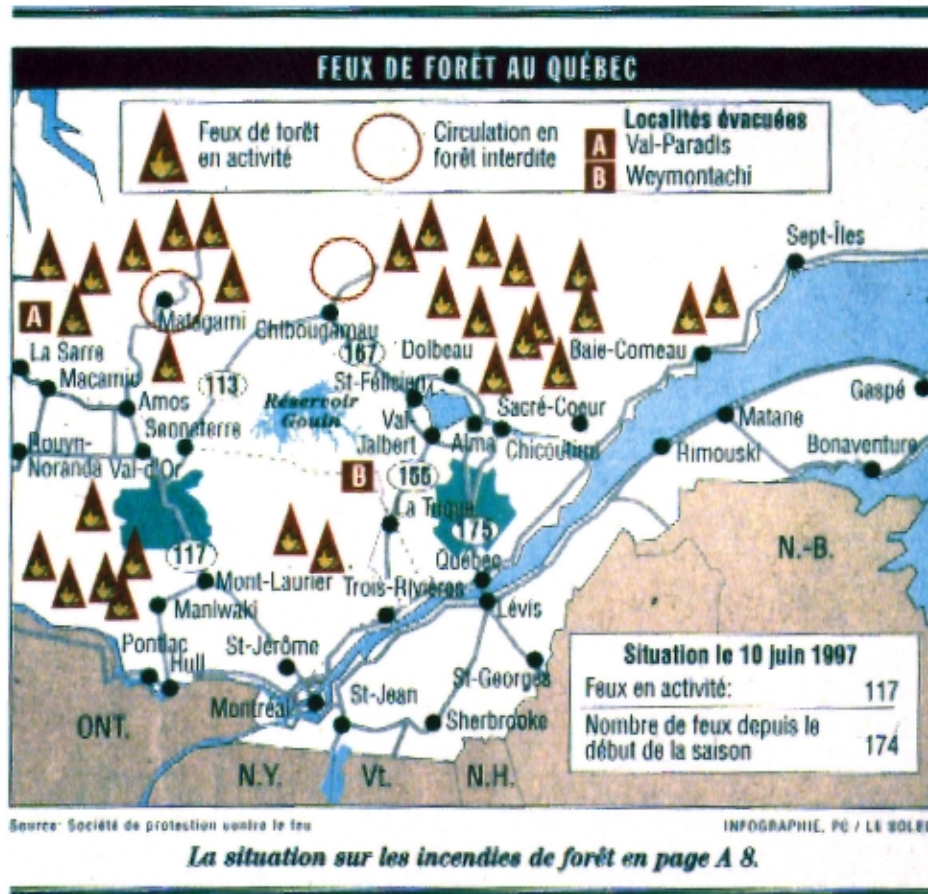 FEUX DE FORÊT AU QUÉBEC
Feux de forêt
en activité
Circulation en
forêt interdite
Localités évacuées
A Val-Paradis
B Weymontachi
Sept-Îles
A
Matagami
Chibougamau
167
Dolbeau
Baie-Comeau
La Sarre
Macamic
113
St-Félicien
Gaspé
Amos
Réservoir
Gouin
Sacré-Coeur
Matane
Senneterre
Val
Jalbert
Alma
Chicoutimi
Rimouski
Bonaventure
Rouyn-
Noranda
Val-d'Or
B
155
La Tuque
175
N.-B.
117
Québec
Mont-Laurier
Trois-Rivières
Maniwaki
Lévis
St-Jérôme
Pontiac
Hull
St-Georges
Montréal
St-Jean
Sherbrooke
ONT.
N.Y.
Vt.
N.H.
Situation le 10 juin 1997
Feux en activité: 117
Nombre de feux depuis le
début de la saison 174
Source: Société de protection contre le feu
INFOGRAPHIE, PC / LE SOLEI
La situation sur les incendies de forêt en page A 8.